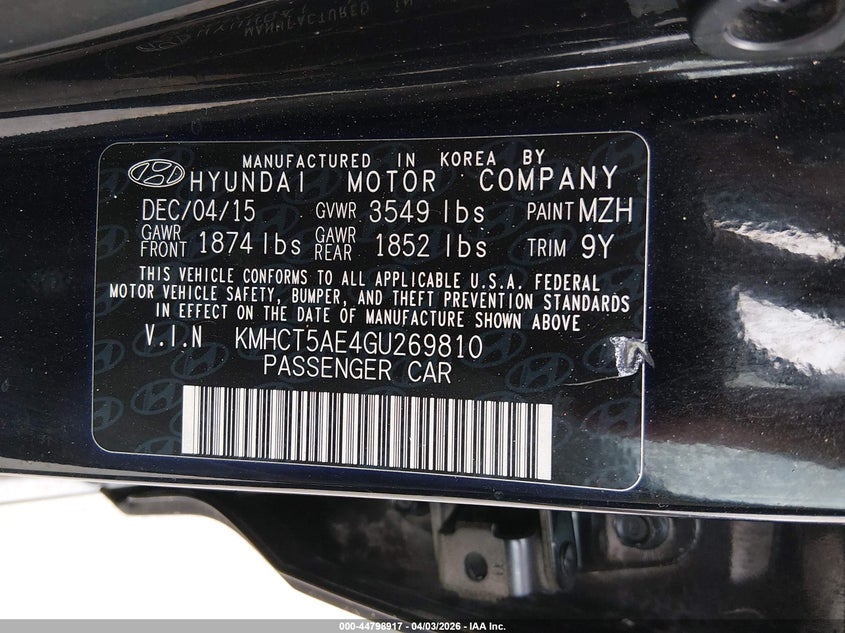 MANUFACTURED IN KOREA BY
HYUNDAI MOTOR COMPANY
DEC/04/15 GVWR 3549 lbs PAINT MZH
GAWR FRONT 1874 lbs GAWR REAR 1852 lbs TRIM 9Y
THIS VEHICLE CONFORMS TO ALL APPLICABLE U.S.A. FEDERAL
MOTOR VEHICLE SAFETY, BUMPER, AND THEFT PREVENTION STANDARDS
IN EFFECT ON THE DATE OF MANUFACTURE SHOWN ABOVE
V.I.N KMHCT5AE4GU269810
PASSENGER CAR
000-44798917 - 04/03/2026 - IAA Inc.